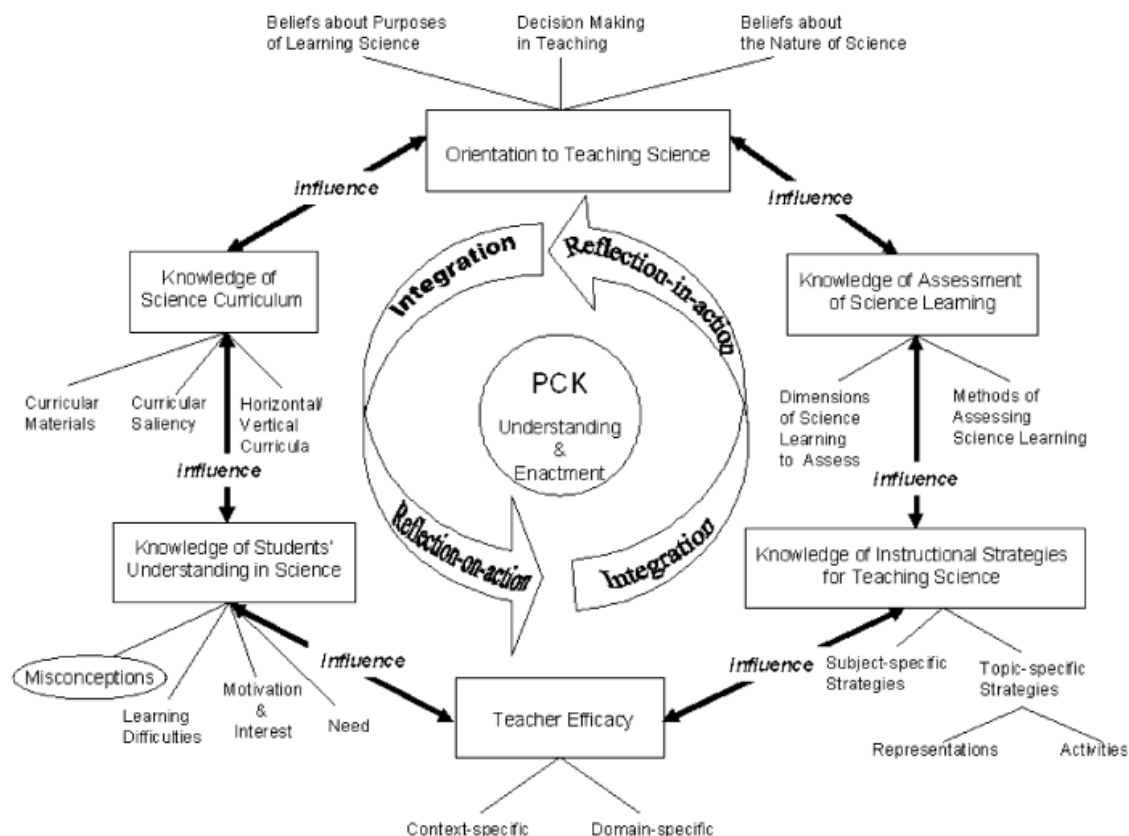 Beliefs about Purposes
of Learning Science
Decision Making
in Teaching
Beliefs about
the Nature of Science
Orientation to Teaching Science
Influence
Influence
Knowledge of
Science Curriculum
Integration
Reflection-in-action
Knowledge of Assessment
of Science Learning
PCK
Understanding
&
Enactment
Curricular
Materials
Curricular
Saliency
Horizontal/
Vertical
Curricula
Dimensions
of Science
Learning
to Assess
Methods of
Assessing
Science Learning
Influence
Influence
Knowledge of Students'
Understanding in Science
Reflection-on-action
Integration
Knowledge of Instructional Strategies
for Teaching Science
Misconceptions
Learning
Difficulties
Motivation
&
Interest
Need
Influence
Influence
Subject-specific
Strategies
Topic-specific
Strategies
Teacher Efficacy
Representations
Activities
Context-specific
Domain-specific